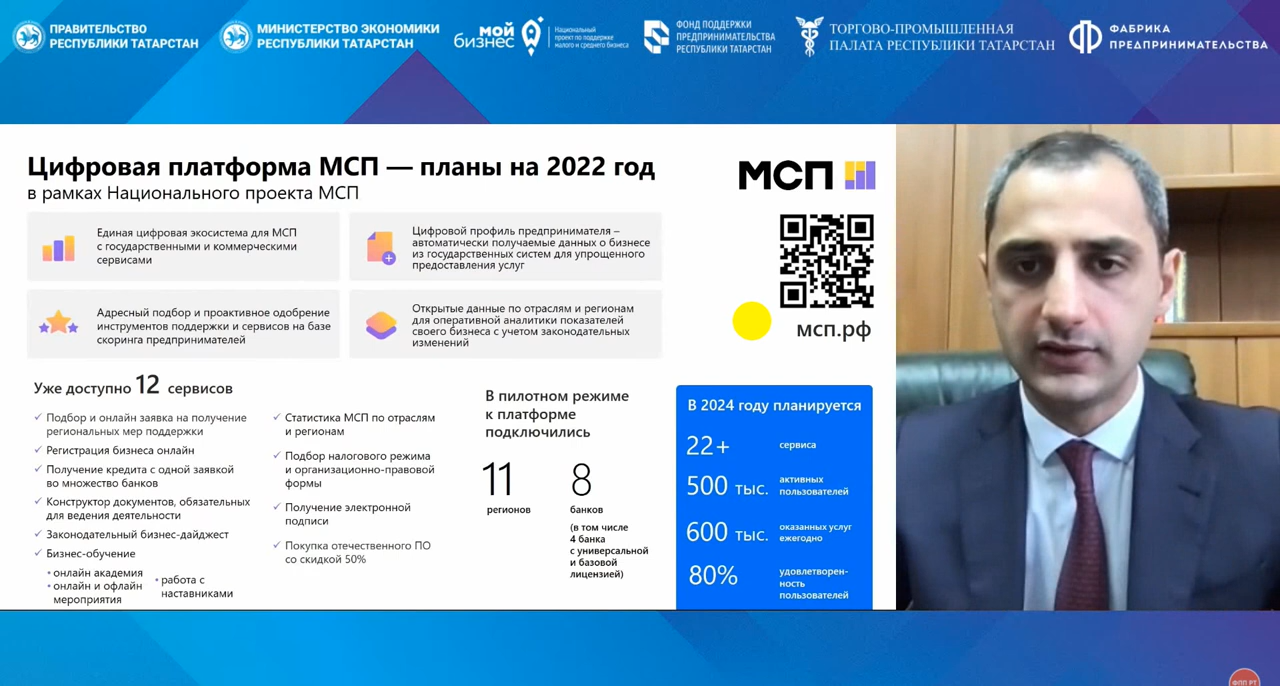 ПРАВИТЕЛЬСТВО
РЕСПУБЛИКИ ТАТАРСТАН
МИНИСТЕРСТВО ЭКОНОМИКИ
РЕСПУБЛИКИ ТАТАРСТАН
МОЙ
бизнес
Национальный
проект по поддержке
малого и среднего бизнеса
ФОНД ПОДДЕРЖКИ
ПРЕДПРИНИМАТЕЛЬСТВА
РЕСПУБЛИКИ ТАТАРСТАН
ТОРГОВО-ПРОМЫШЛЕННАЯ
ПАЛАТА РЕСПУБЛИКИ ТАТАРСТАН
ФАБРИКА
ПРЕДПРИНИМАТЕЛЬСТВА
Цифровая платформа МСП — планы на 2022 год
в рамках Национального проекта МСП
МСП
мсп.рф
Единая цифровая экосистема для МСП
с государственными и коммерческими
сервисами
Цифровой профиль предпринимателя –
автоматически получаемые данных о бизнесе
из государственных систем для упрощенного
предоставления услуг
Адресный подбор и проактивное одобрение
инструментов поддержки и сервисов на базе
скоринга предпринимателей
Открытые данные по отраслям и регионам
для оперативной аналитики показателей
своего бизнеса с учетом законодательных
изменений
Уже доступно 12 сервисов
✓ Подбор и онлайн заявка на получение
региональных мер поддержки
✓ Регистрация бизнеса онлайн
✓ Получение кредита с одной заявкой
во множество банков
✓ Конструктор документов, обязательных
для ведения деятельности
✓ Законодательный бизнес-дайджест
✓ Бизнес-обучение
• онлайн академия
• онлайн и офлайн
мероприятия
• работа с
наставниками
✓ Статистика МСП по отраслям
и регионам
✓ Подбор налогового режима
и организационно-правовой
формы
✓ Получение электронной
подписи
✓ Покупка отечественного ПО
со скидкой 50%
В пилотном режиме
к платформе
подключились
11
регионов
8
банков
(в том числе
4 банка
с универсальной
и базовой
лицензией)
В 2024 году планируется
22+ сервиса
500 тыс. активных
пользователей
600 тыс. оказанных услуг
ежегодно
80% удовлетворен-
ность
пользователей
ФПП РТ